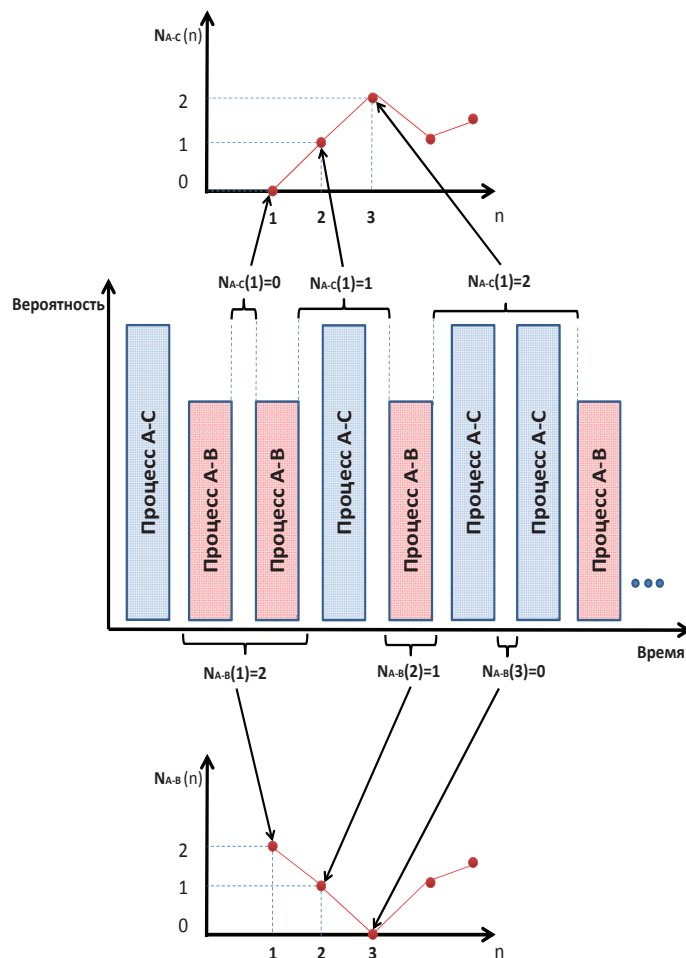 NA-C(n)
2
1
0
1 2 3 n
NA-C(1)=0 NA-C(1)=1 NA-C(1)=2
Вероятность
Процесс A-C
Процесс A-B
Процесс A-B
Процесс A-C
Процесс A-B
Процесс A-C
Процесс A-C
Процесс A-B
Время
NA-B(1)=2 NA-B(2)=1 NA-B(3)=0
NA-B(n)
2
1
0
1 2 3 n